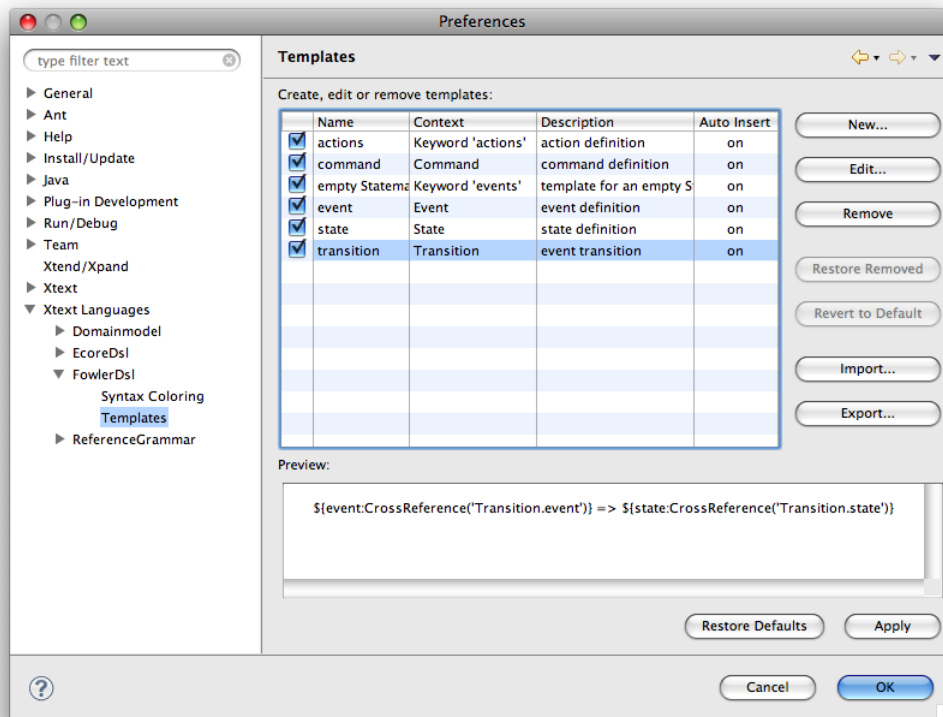 Preferences
type filter text
General
Ant
Help
Install/Update
Java
Plug-in Development
Run/Debug
Team
Xtend/Xpand
Xtext
Xtext Languages
Domainmodel
EcoreDsl
FowlerDsl
Syntax Coloring
Templates
ReferenceGrammar
Templates
Create, edit or remove templates:
Name Context Description Auto Insert
actions Keyword 'actions' action definition on
command Command command definition on
empty Statema Keyword 'events' template for an empty S on
event Event event definition on
state State state definition on
transition Transition event transition on
New...
Edit...
Remove
Restore Removed
Revert to Default
Import...
Export...
Preview:
${event:CrossReference('Transition.event')} => ${state:CrossReference('Transition.state')}
Restore Defaults Apply
? Cancel OK